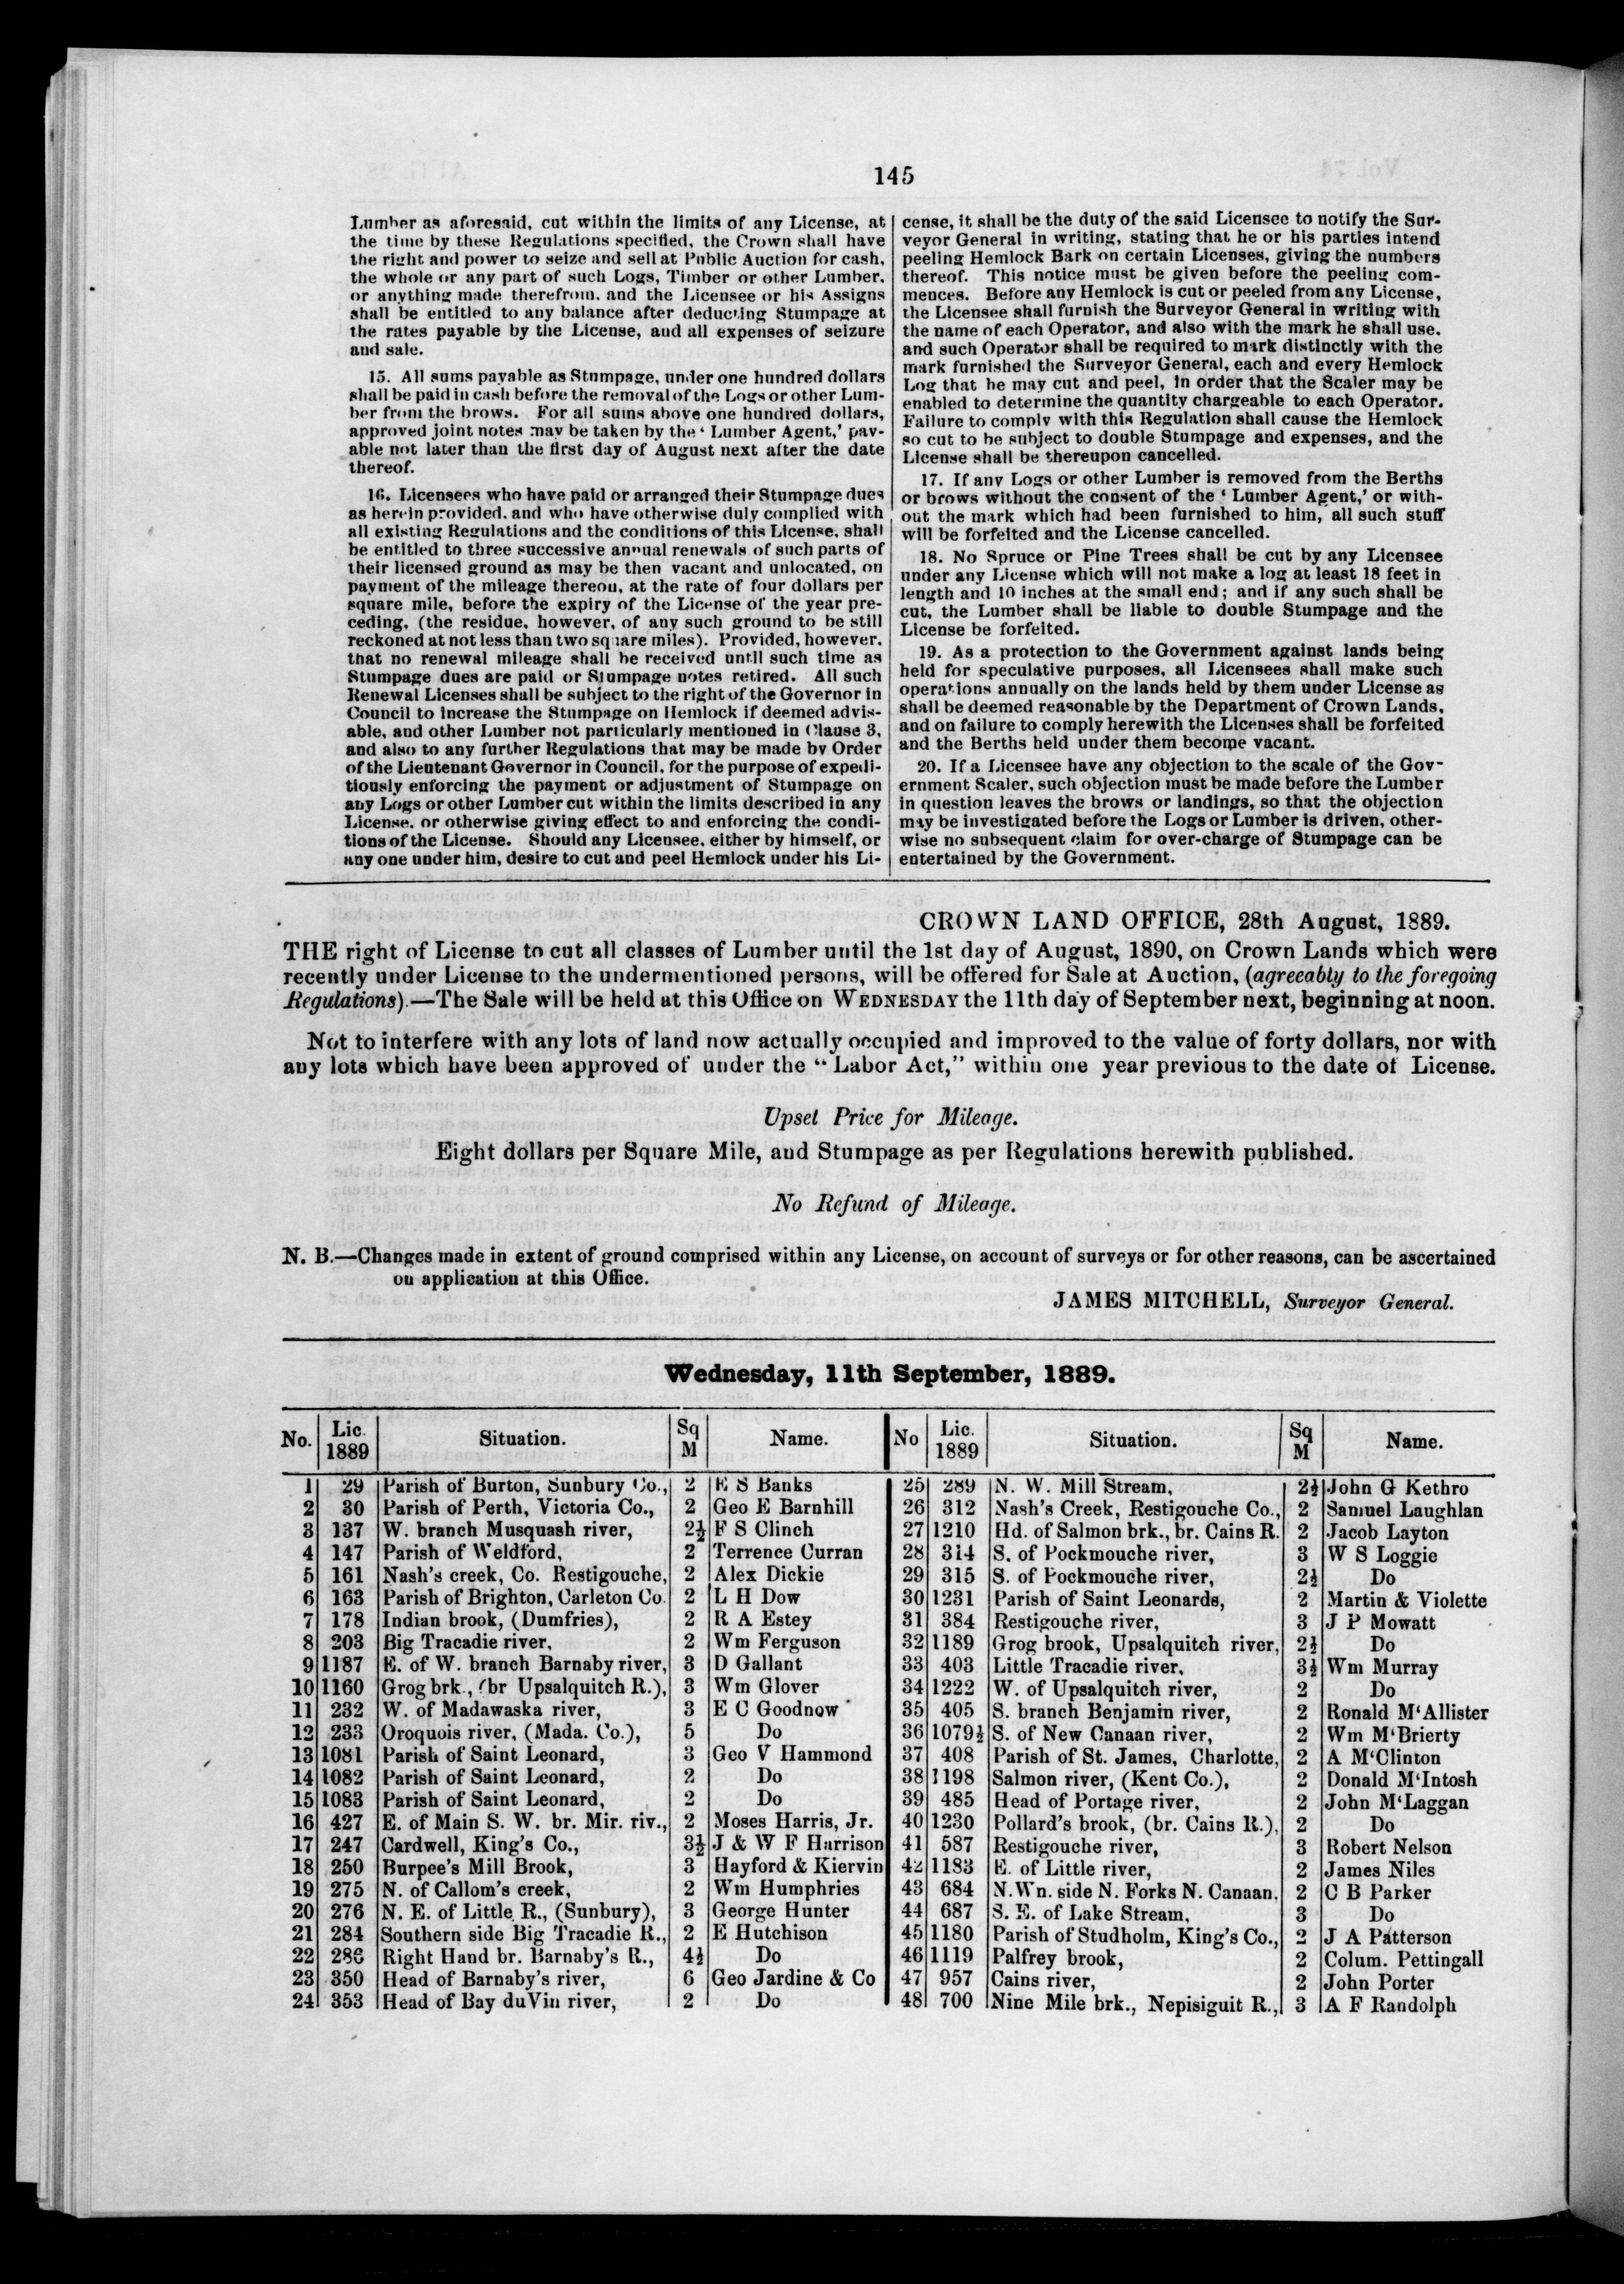 145
Lumber as aforesaid, cut within the limits of any License, at
the time by these Regulations specified, the Crown shall have
the right and power to seize and sell at Public Auction for cash,
the whole or any part of such Logs, Timber or other Lumber,
or anything made therefrom, and the Licensee or his Assigns
shall be entitled to any balance after deducting Stumpage at
the rates payable by the License, and all expenses of seizure
and sale.
15. All sums payable as Stumpage, under one hundred dollars
shall be paid in cash before the removal of the Logs or other Lum-
ber from the brows. For all sums above one hundred dollars,
approved joint notes may be taken by the ‘ Lumber Agent,’ pay-
able not later than the first day of August next after the date
thereof.
16. Licensees who have paid or arranged their Stumpage dues
as herein provided, and who have otherwise duly complied with
all existing Regulations and the conditions of this License, shall
be entitled to three successive annual renewals of such parts of
their licensed ground as may be then vacant and unlocated, on
payment of the mileage thereon, at the rate of four dollars per
square mile, before the expiry of the License of the year pre-
ceding, (the residue, however, of any such ground to be still
reckoned at not less than two square miles). Provided, however,
that no renewal mileage shall be received until such time as
Stumpage dues are paid or Stumpage notes retired. All such
Renewal Licenses shall be subject to the right of the Governor in
Council to increase the Stumpage on Hemlock if deemed advis-
able, and other Lumber not particularly mentioned in Clause 3,
and also to any further Regulations that may be made by Order
of the Lieutenant Governor in Council, for the purpose of expedi-
tiously enforcing the payment or adjustment of Stumpage on
any Logs or other Lumber cut within the limits described in any
License, or otherwise giving effect to and enforcing the condi-
tions of the License. Should any Licensee, either by himself, or
any one under him, desire to cut and peel Hemlock under his Li-
cense, it shall be the duty of the said Licensee to notify the Sur-
veyor General in writing, stating that he or his parties intend
peeling Hemlock Bark on certain Licenses, giving the numbers
thereof. This notice must be given before the peeling com-
mences. Before any Hemlock is cut or peeled from any License,
the Licensee shall furnish the Surveyor General in writing with
the name of each Operator, and also with the mark he shall use,
and such Operator shall be required to mark distinctly with the
mark furnished the Surveyor General, each and every Hemlock
Log that he may cut and peel, in order that the Scaler may be
enabled to determine the quantity chargeable to each Operator.
Failure to comply with this Regulation shall cause the Hemlock
so cut to be subject to double Stumpage and expenses, and the
License shall be thereupon cancelled.
17. If any Logs or other Lumber is removed from the Berths
or brows without the consent of the ‘ Lumber Agent,’ or with-
out the mark which had been furnished to him, all such stuff
will be forfeited and the License cancelled.
18. No Spruce or Pine Trees shall be cut by any Licensee
under any License which will not make a log at least 18 feet in
length and 10 inches at the small end; and if any such shall be
cut, the Lumber shall be liable to double Stumpage and the
License be forfeited.
19. As a protection to the Government against lands being
held for speculative purposes, all Licensees shall make such
operations annually on the lands held by them under License as
shall be deemed reasonable by the Department of Crown Lands,
and on failure to comply herewith the Licenses shall be forfeited
and the Berths held under them become vacant.
20. If a Licensee have any objection to the scale of the Gov-
ernment Scaler, such objection must be made before the Lumber
in question leaves the brows or landings, so that the objection
may be investigated before the Logs or Lumber is driven, other-
wise no subsequent claim for over-charge of Stumpage can be
entertained by the Government.
CROWN LAND OFFICE, 28th August, 1889.
THE right of License to cut all classes of Lumber until the 1st day of August, 1890, on Crown Lands which were
recently under License to the undermentioned persons, will be offered for Sale at Auction, (agreeably to the foregoing
Regulations).—The Sale will be held at this Office on WEDNESDAY the 11th day of September next, beginning at noon.
Not to interfere with any lots of land now actually occupied and improved to the value of forty dollars, nor with
any lots which have been approved of under the “ Labor Act,” within one year previous to the date of License.
Upset Price for Mileage.
Eight dollars per Square Mile, and Stumpage as per Regulations herewith published.
No Refund of Mileage.
N. B.—Changes made in extent of ground comprised within any License, on account of surveys or for other reasons, can be ascertained
on application at this Office.
JAMES MITCHELL, Surveyor General.
Wednesday, 11th September, 1889.
No. Lic. 1889 Situation. Sq M Name.
1 29 Parish of Burton, Sunbury Co., 2 E S Banks
2 30 Parish of Perth, Victoria Co., 2 Geo E Barnhill
3 137 W. branch Musquash river, 2½ F S Clinch
4 147 Parish of Weldford, 2 Terrence Curran
5 161 Nash's creek, Co. Restigouche, 2 Alex Dickie
6 163 Parish of Brighton, Carleton Co. 2 L H Dow
7 178 Indian brook, (Dumfries), 2 R A Estey
8 203 Big Tracadie river, 2 Wm Ferguson
9 1187 E. of W. branch Barnaby river, 3 D Gallant
10 1160 Grog brk., (br Upsalquitch R.), 3 Wm Glover
11 232 W. of Madawaska river, 3 E C Goodnow
12 233 Oroquois river, (Mada. Co.), 5 Do
13 1081 Parish of Saint Leonard, 3 Geo V Hammond
14 1082 Parish of Saint Leonard, 2 Do
15 1083 Parish of Saint Leonard, 2 Do
16 427 E. of Main S. W. br. Mir. riv., 2 Moses Harris, Jr.
17 247 Cardwell, King's Co., 3½ J & W F Harrison
18 250 Burpee's Mill Brook, 3 Hayford & Kiervin
19 275 N. of Callom's creek, 2 Wm Humphries
20 276 N. E. of Little R., (Sunbury), 3 George Hunter
21 284 Southern side Big Tracadie R., 2 E Hutchison
22 286 Right Hand br. Barnaby's R., 4½ Do
23 350 Head of Barnaby's river, 6 Geo Jardine & Co
24 353 Head of Bay duVin river, 2 Do
No Lic. 1889 Situation. Sq M Name.
25 289 N. W. Mill Stream, 2½ John G Kethro
26 312 Nash's Creek, Restigouche Co., 2 Samuel Laughlan
27 1210 Hd. of Salmon brk., br. Cains R. 2 Jacob Layton
28 314 S. of Pockmouche river, 3 W S Loggie
29 315 S. of Pockmouche river, 2½ Do
30 1231 Parish of Saint Leonards, 2 Martin & Violette
31 384 Restigouche river, 3 J P Mowatt
32 1189 Grog brook, Upsalquitch river, 2½ Do
33 403 Little Tracadie river, 3½ Wm Murray
34 1222 W. of Upsalquitch river, 2 Do
35 405 S. branch Benjamin river, 2 Ronald M‘Allister
36 1079½ S. of New Canaan river, 2 Wm M‘Brierty
37 408 Parish of St. James, Charlotte, 2 A M‘Clinton
38 1198 Salmon river, (Kent Co.), 2 Donald M‘Intosh
39 485 Head of Portage river, 2 John M‘Laggan
40 1230 Pollard's brook, (br. Cains R.), 2 Do
41 587 Restigouche river, 3 Robert Nelson
42 1183 E. of Little river, 2 James Niles
43 684 N.Wn. side N. Forks N. Canaan, 2 C B Parker
44 687 S. E. of Lake Stream, 3 Do
45 1180 Parish of Studholm, King's Co., 2 J A Patterson
46 1119 Palfrey brook, 2 Colum. Pettingall
47 957 Cains river, 2 John Porter
48 700 Nine Mile brk., Nepisiguit R., 3 A F Randolph